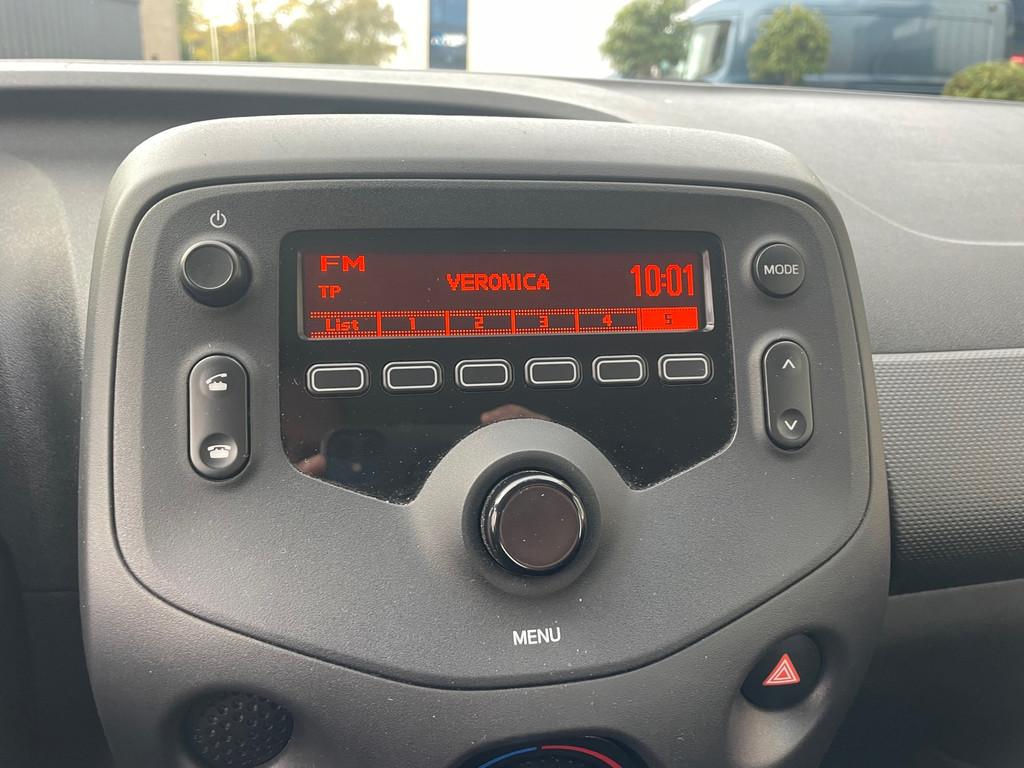 FM
TP
VERONICA
10:01
List 1 2 3 4 5
MODE
MENU